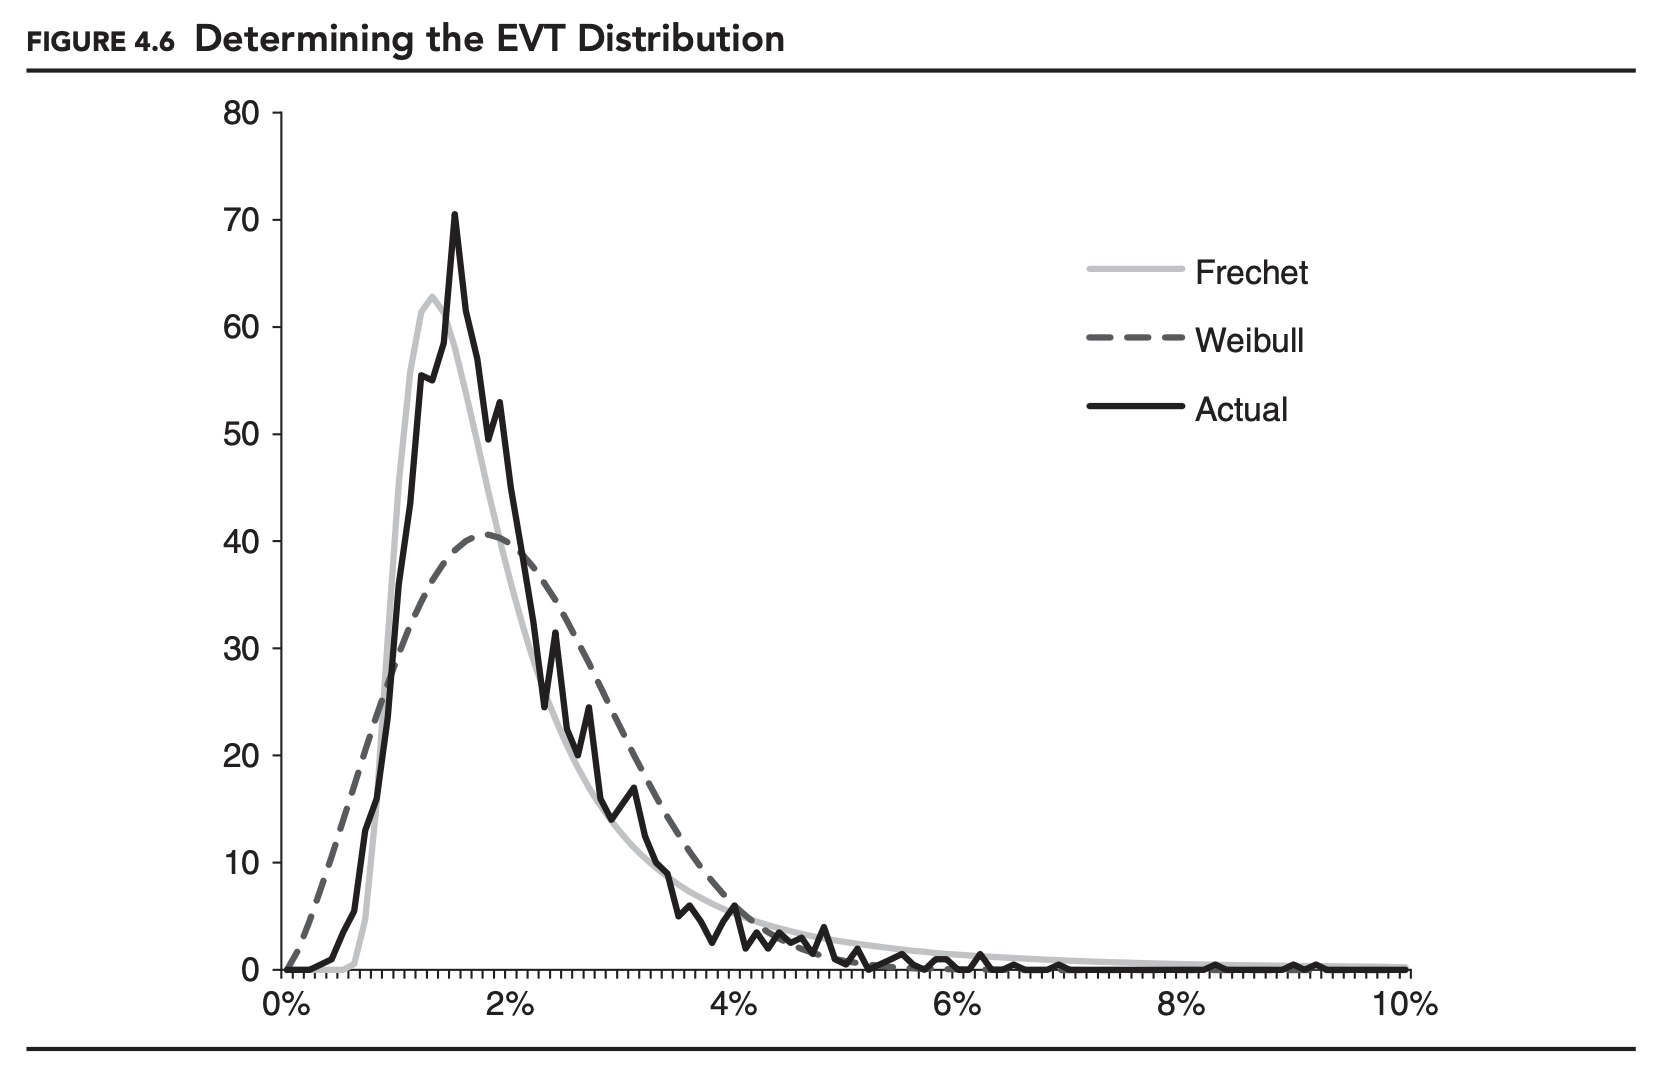 FIGURE 4.6 Determining the EVT Distribution
80
70
60
50
40
30
20
10
0
Frechet
Weibull
Actual
0% 2% 4% 6% 8% 10%